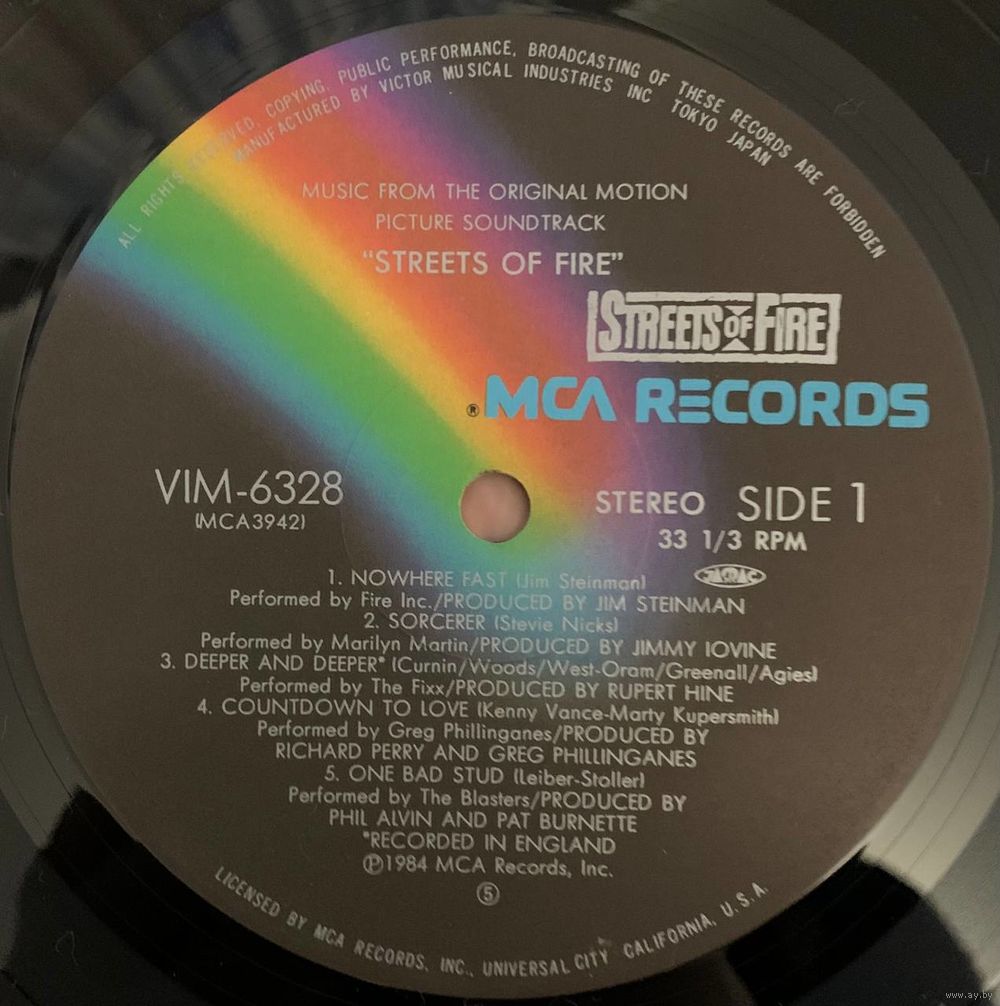 ALL RIGHTS RESERVED. COPYING. PUBLIC PERFORMANCE. BROADCASTING OF THESE RECORDS ARE FORBIDDEN
MANUFACTURED BY VICTOR MUSICAL INDUSTRIES INC TOKYO JAPAN
MUSIC FROM THE ORIGINAL MOTION
PICTURE SOUNDTRACK
“STREETS OF FIRE”
STREETS OF FIRE
® MCA RECORDS
VIM-6328
(MCA3942)
STEREO SIDE 1
33 1/3 RPM
JASRAC
1. NOWHERE FAST (Jim Steinman)
Performed by Fire Inc./PRODUCED BY JIM STEINMAN
2. SORCERER (Stevie Nicks)
Performed by Marilyn Martin/PRODUCED BY JIMMY IOVINE
3. DEEPER AND DEEPER* (Curnin/Woods/West-Oram/Greenall/Agies)
Performed by The Fixx/PRODUCED BY RUPERT HINE
4. COUNTDOWN TO LOVE (Kenny Vance-Marty Kupersmith)
Performed by Greg Phillinganes/PRODUCED BY
RICHARD PERRY AND GREG PHILLINGANES
5. ONE BAD STUD (Leiber-Stoller)
Performed by The Blasters/PRODUCED BY
PHIL ALVIN AND PAT BURNETTE
*RECORDED IN ENGLAND
℗1984 MCA Records, Inc.
⑤
LICENSED BY MCA RECORDS, INC., UNIVERSAL CITY CALIFORNIA, U.S.A.
www.ay.by